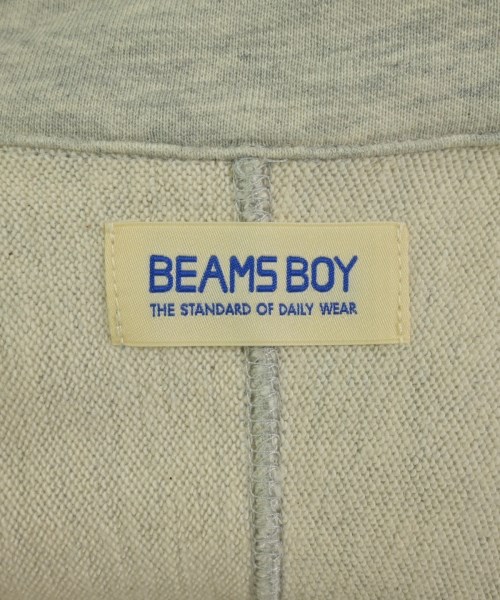 BEAMS BOY
THE STANDARD OF DAILY WEAR